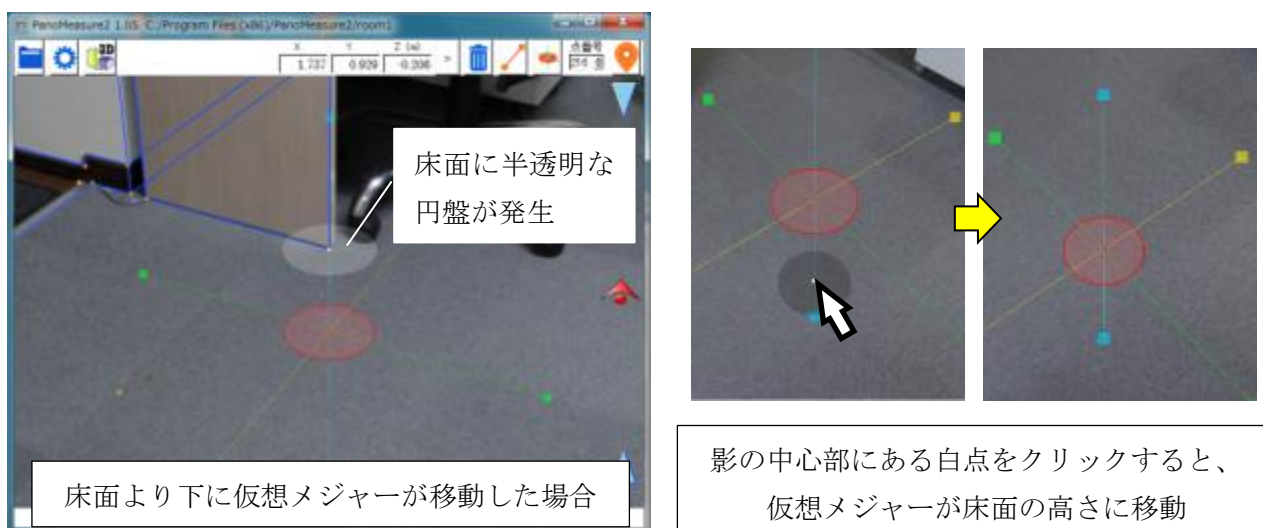 PanoMeasure2 1.05 C:/Program Files (x86)/PanoMeasure2/room1
X Y Z (m)
1.737 0.929 -0.206 >
3D
点番号
床面に半透明な
円盤が発生
床面より下に仮想メジャーが移動した場合
影の中心部にある白点をクリックすると、
仮想メジャーが床面の高さに移動